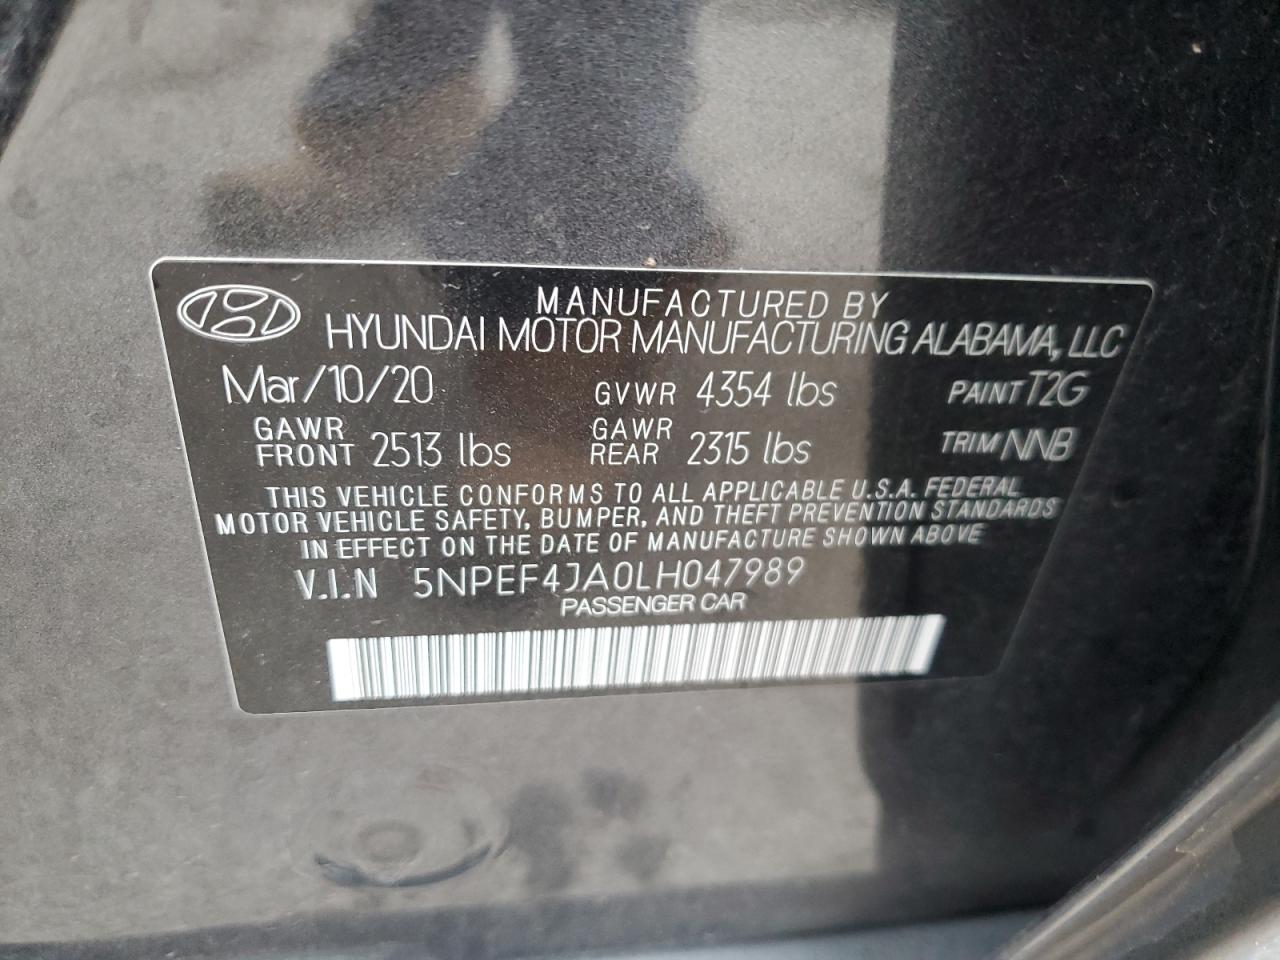 MANUFACTURED BY
HYUNDAI MOTOR MANUFACTURING ALABAMA, LLC
Mar/10/20 GVWR 4354 lbs PAINT T2G
GAWR FRONT 2513 lbs GAWR REAR 2315 lbs TRIM NNB
THIS VEHICLE CONFORMS TO ALL APPLICABLE U.S.A. FEDERAL
MOTOR VEHICLE SAFETY, BUMPER, AND THEFT PREVENTION STANDARDS
IN EFFECT ON THE DATE OF MANUFACTURE SHOWN ABOVE
V.I.N 5NPEF4JA0LH047989
PASSENGER CAR